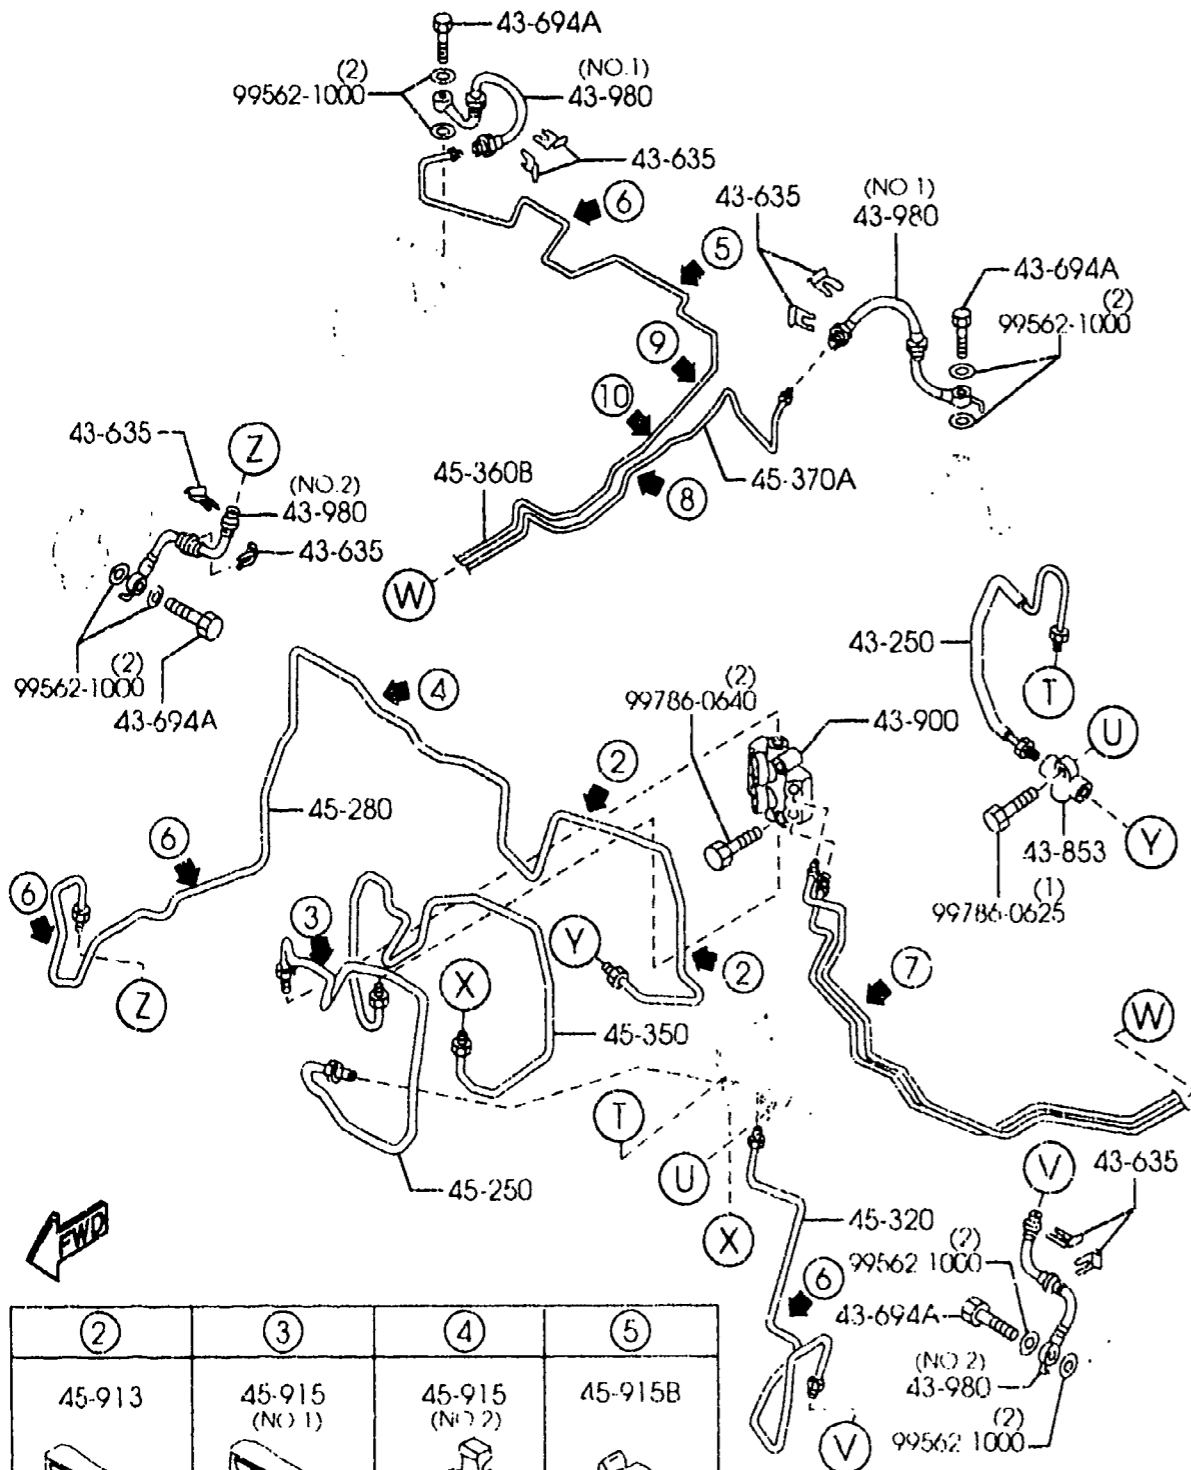 43-694A
(2)
99562-1000
(NO.1)
43-980
43-635
6
43-635
(NO.1)
43-980
5
43-694A
(2)
99562-1000
9
10
43-635
Z
(NO.2)
43-980
43-635
45-360B
8
45-370A
W
(2)
99562-1000
43-694A
4
43-250
T
(2)
99786-0640
43-900
U
2
45-280
6
6
43-853
Y
(1)
99786-0625
3
Y
X
2
7
Z
45-350
W
T
45-250
U
X
V
43-635
45-320
(2)
99562 1000
6
43-694A
(NO.2)
43-980
(2)
99562 1000
V
FWD
2 3 4 5
45-913 45-915 45-915 45-915B
(NO.1) (NO.2)